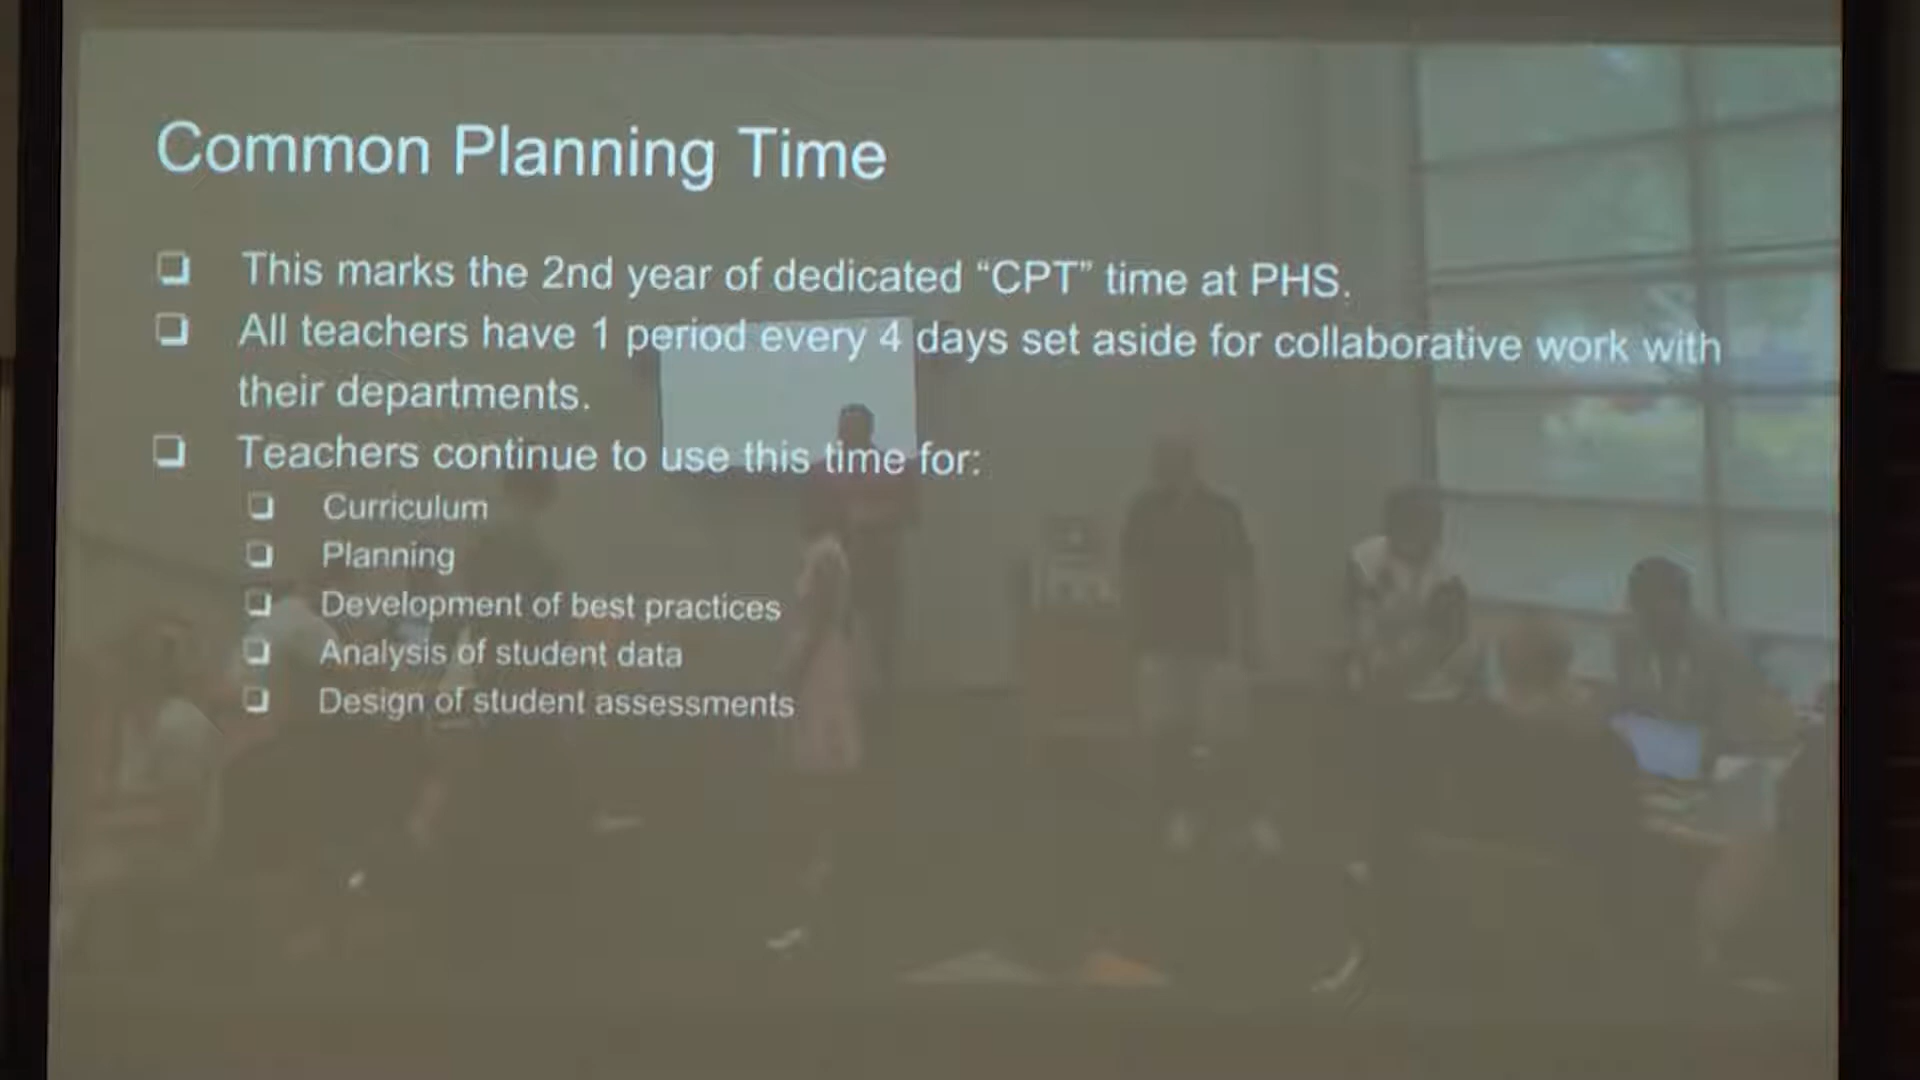 Common Planning Time
❑ This marks the 2nd year of dedicated “CPT” time at PHS.
❑ All teachers have 1 period every 4 days set aside for collaborative work with
their departments.
❑ Teachers continue to use this time for:
❑ Curriculum
❑ Planning
❑ Development of best practices
❑ Analysis of student data
❑ Design of student assessments